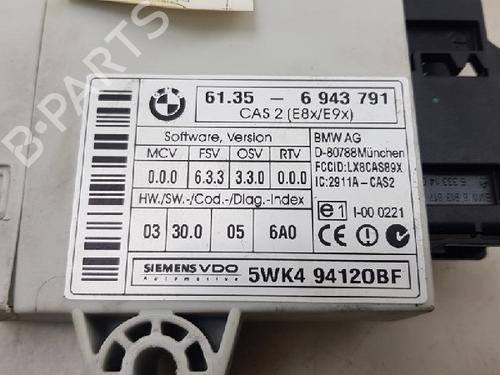 B-PARTS
BMW
61.35 – 6 943 791
CAS 2 (E8x/E9x)
Software, Version
MCV FSV OSV RTV
0.0.0 6.3.3 3.3.0 0.0.0
HW./SW.-/Cod.-/Diag.-Index
03 30.0 05 6A0
BMW AG
D-80788München
FCCID:LX8CAS89X
IC:2911A-CAS2
e1 I-00 0221
SIEMENS VDO
Automotive
5WK4 94120BF